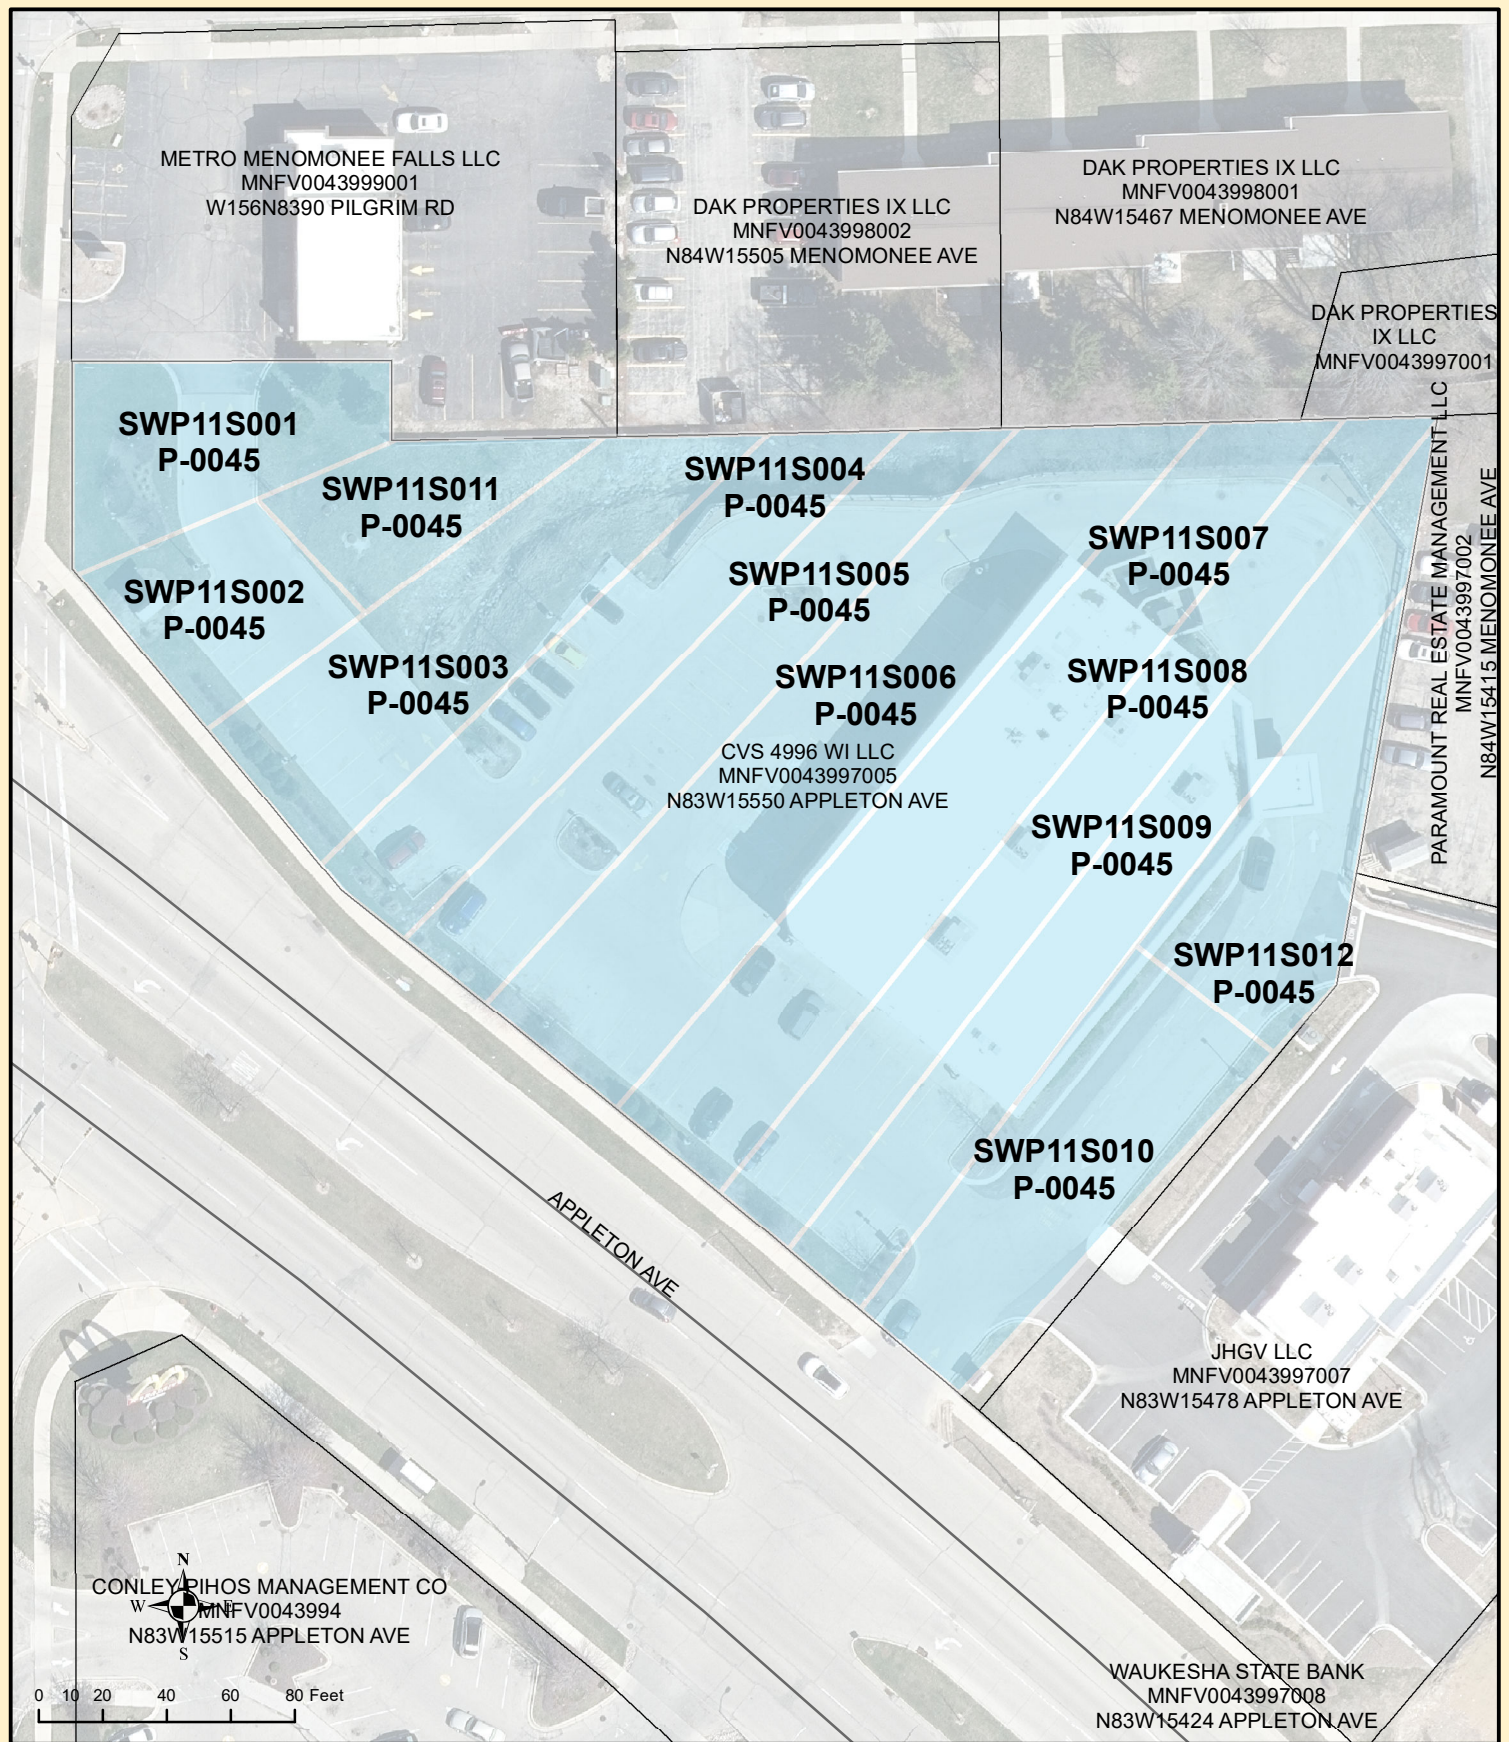 METRO MENOMONEE FALLS LLC
MNFV0043999001
W156N8390 PILGRIM RD
DAK PROPERTIES IX LLC
MNFV0043998002
N84W15505 MENOMONEE AVE
DAK PROPERTIES IX LLC
MNFV0043998001
N84W15467 MENOMONEE AVE
DAK PROPERTIES
IX LLC
MNFV0043997001
PARAMOUNT REAL ESTATE MANAGEMENT LLC
MNFV0043997002
N84W15415 MENOMONEE AVE
SWP11S001
P-0045
SWP11S011
P-0045
SWP11S004
P-0045
SWP11S007
P-0045
SWP11S002
P-0045
SWP11S005
P-0045
SWP11S003
P-0045
SWP11S006
P-0045
SWP11S008
P-0045
CVS 4996 WI LLC
MNFV0043997005
N83W15550 APPLETON AVE
SWP11S009
P-0045
SWP11S012
P-0045
SWP11S010
P-0045
APPLETON AVE
JHGV LLC
MNFV0043997007
N83W15478 APPLETON AVE
CONLEY PIHOS MANAGEMENT CO
MNFV0043994
N83W15515 APPLETON AVE
N
W
E
S
0 10 20 40 60 80 Feet
WAUKESHA STATE BANK
MNFV0043997008
N83W15424 APPLETON AVE